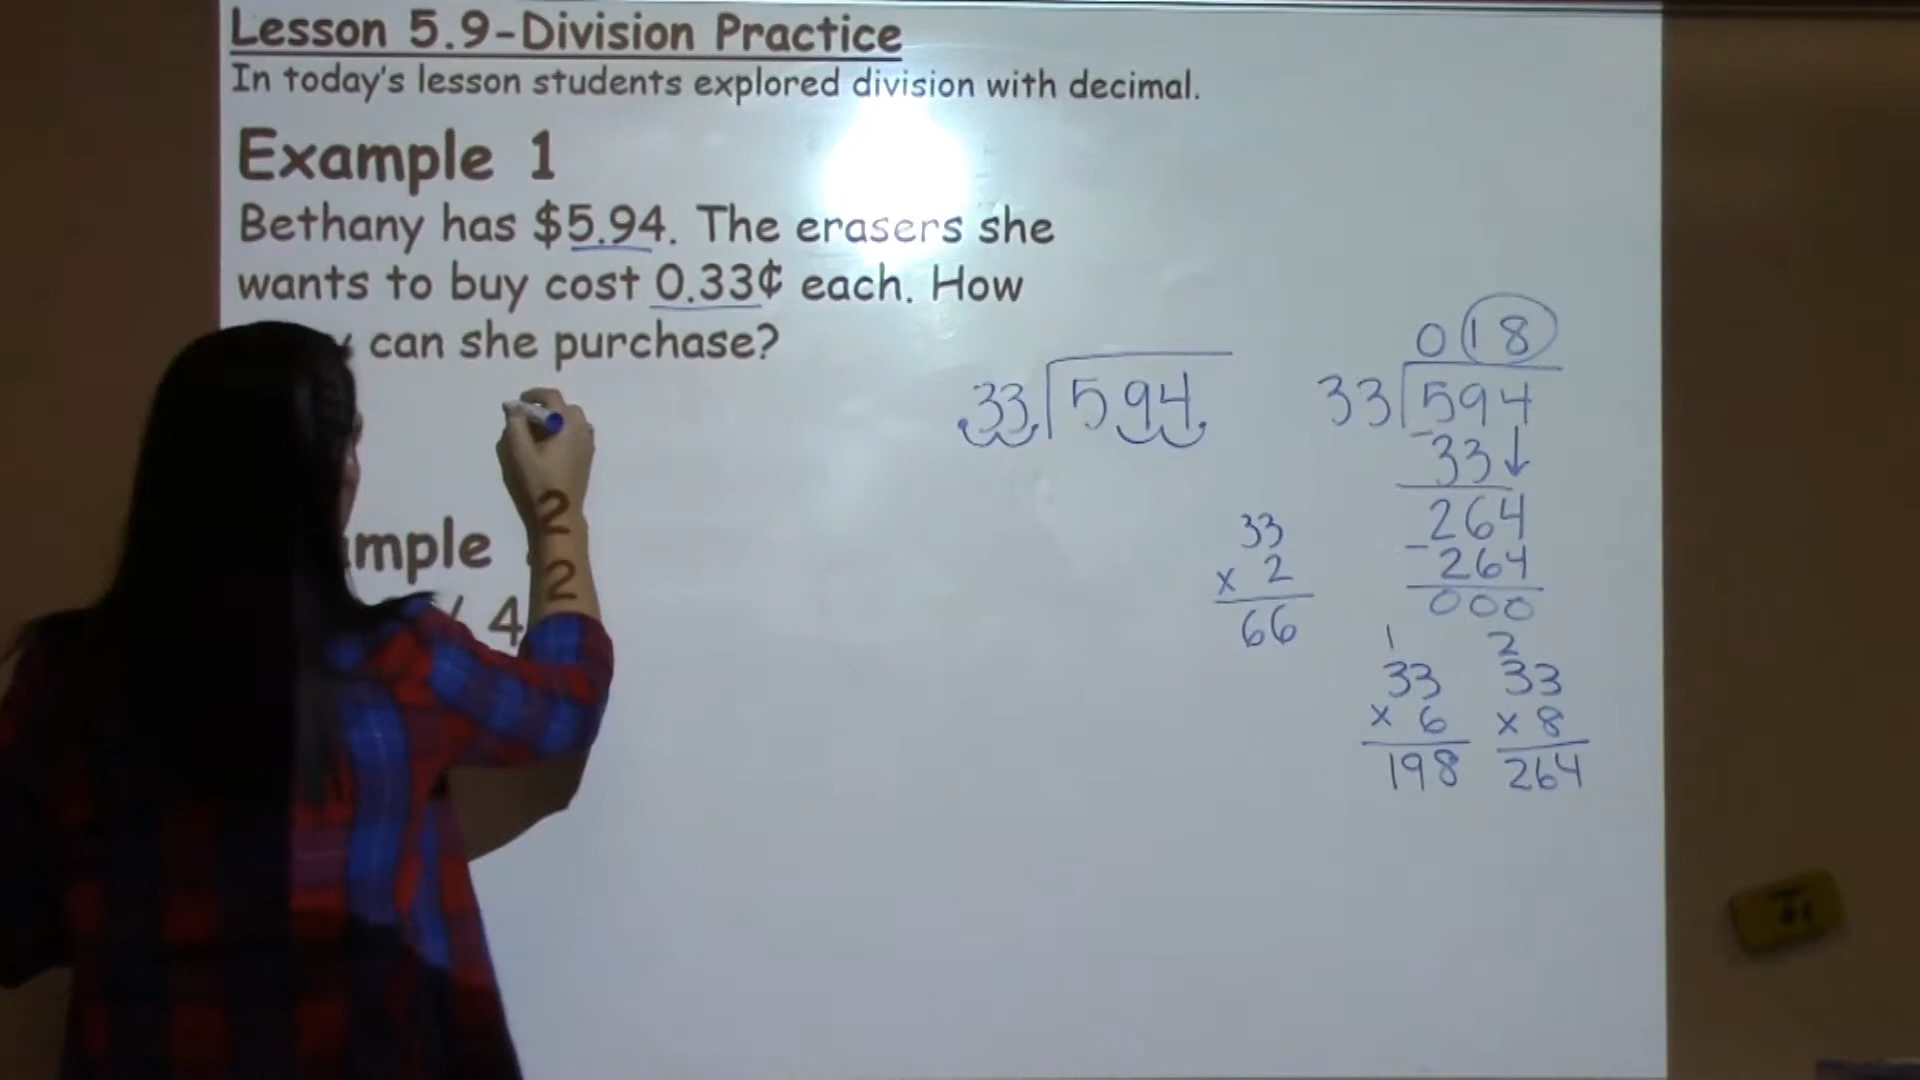 Lesson 5.9-Division Practice
In today's lesson students explored division with decimal.
Example 1
Bethany has $5.94. The erasers she
wants to buy cost 0.33¢ each. How
can she purchase?
.33.)594.
018
33)594
-33↓
264
-264
000
33
x 2
66
1
33
x 6
198
2
33
x 8
264
mple 2
4 2